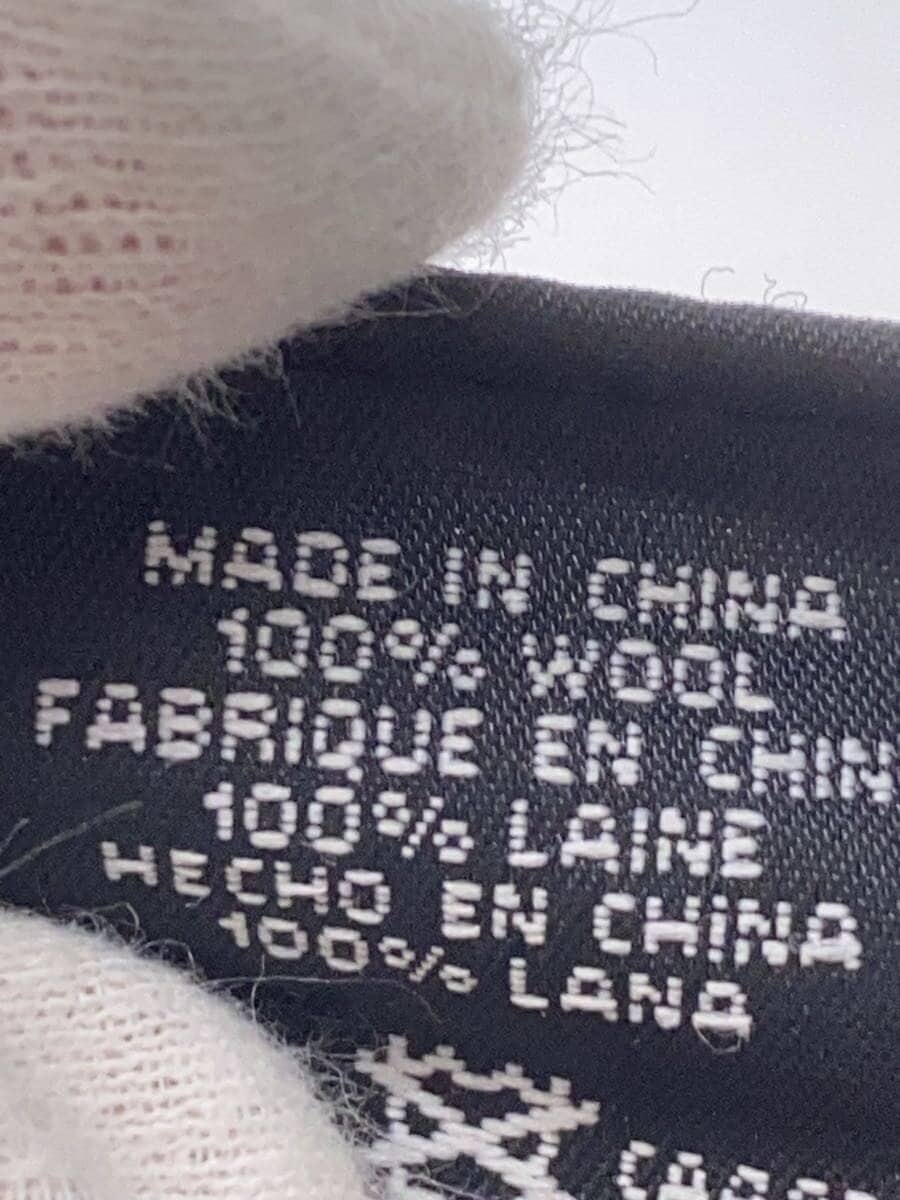 MADE IN CHINA
100% WOOL
FABRIQUE EN CHIN
100% LAINE
HECHO EN CHINA
100% LANA